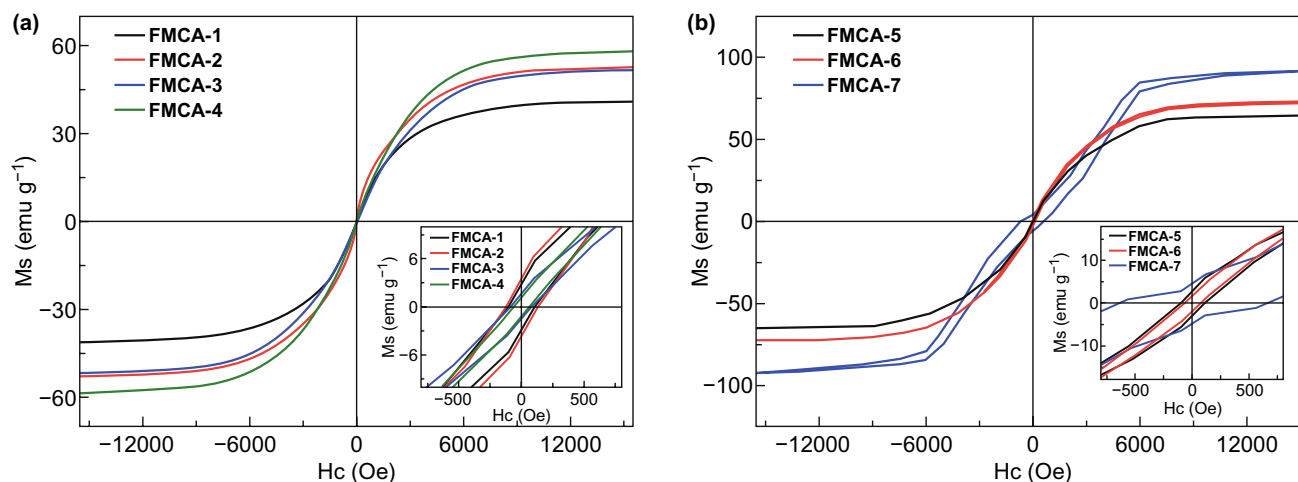 (a)
FMCA-1
FMCA-2
FMCA-3
FMCA-4
60
30
0
−30
−60
Ms (emu g⁻¹)
−12000 −6000 0 6000 12000
Hc (Oe)
FMCA-1
FMCA-2
FMCA-3
FMCA-4
6
0
−6
Ms (emu g⁻¹)
−500 0 500
Hc (Oe)
(b)
FMCA-5
FMCA-6
FMCA-7
100
50
0
−50
−100
Ms (emu g⁻¹)
−12000 −6000 0 6000 12000
Hc (Oe)
FMCA-5
FMCA-6
FMCA-7
10
0
−10
Ms (emu g⁻¹)
−500 0 500
Hc (Oe)